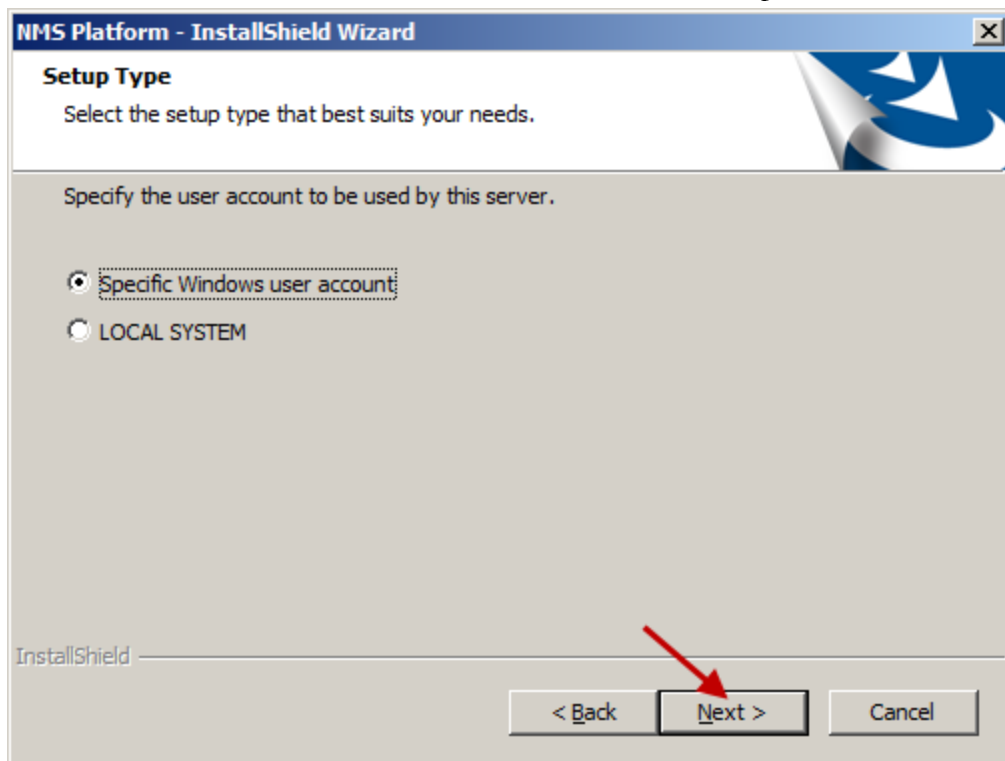 NMS Platform - InstallShield Wizard
Setup Type
Select the setup type that best suits your needs.
Specify the user account to be used by this server.
Specific Windows user account
LOCAL SYSTEM
InstallShield
< Back Next > Cancel